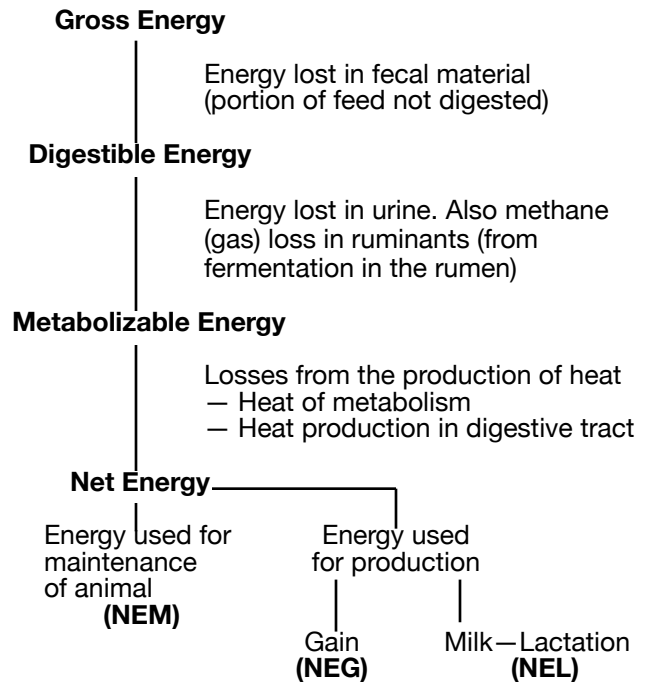 Gross Energy
Energy lost in fecal material
(portion of feed not digested)
Digestible Energy
Energy lost in urine. Also methane
(gas) loss in ruminants (from
fermentation in the rumen)
Metabolizable Energy
Losses from the production of heat
— Heat of metabolism
— Heat production in digestive tract
Net Energy
Energy used for
maintenance
of animal
(NEM)
Energy used
for production
Gain
(NEG)
Milk—Lactation
(NEL)